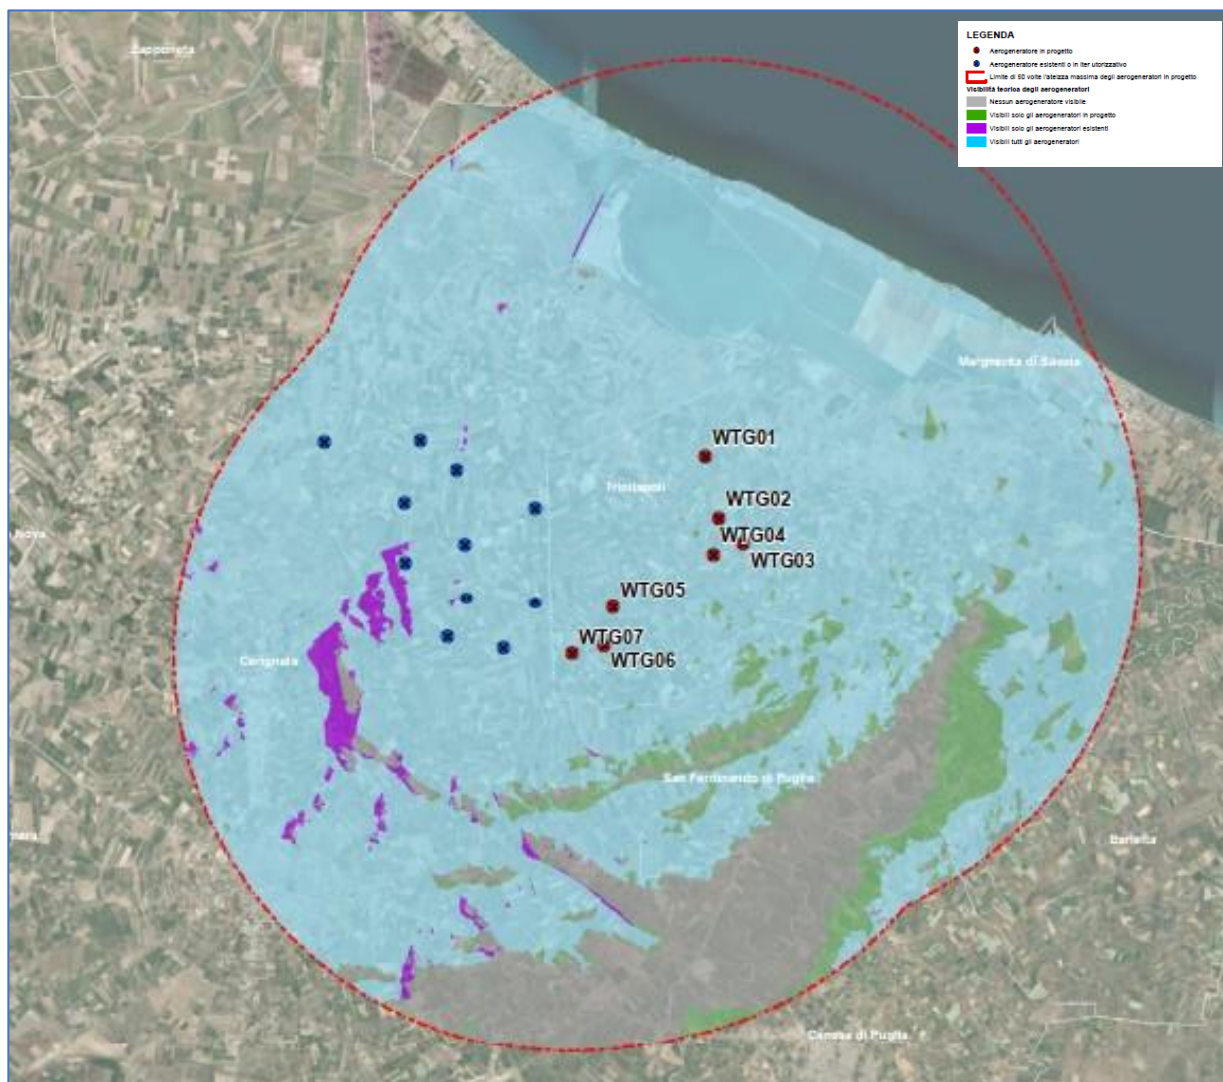 LEGENDA
Aerogeneratore in progetto
Aerogeneratore esistenti o in iter utorizzativo
Limite di 50 volte l'atelzza massima degli aerogeneratori in progetto
Visibilità teorica degli aerogeneratori
Nessun aerogeneratore visibile
Visibili solo gli aerogeneratori in progetto
Visibili solo gli aerogeneratori esistenti
Visibili tutti gli aerogeneratori
Zapponeta
Margherita di Savoia
WTG01
Trinitapoli
WTG02
WTG04
WTG03
WTG05
WTG07
WTG06
Cerignola
San Ferdinando di Puglia
Barletta
Canosa di Puglia